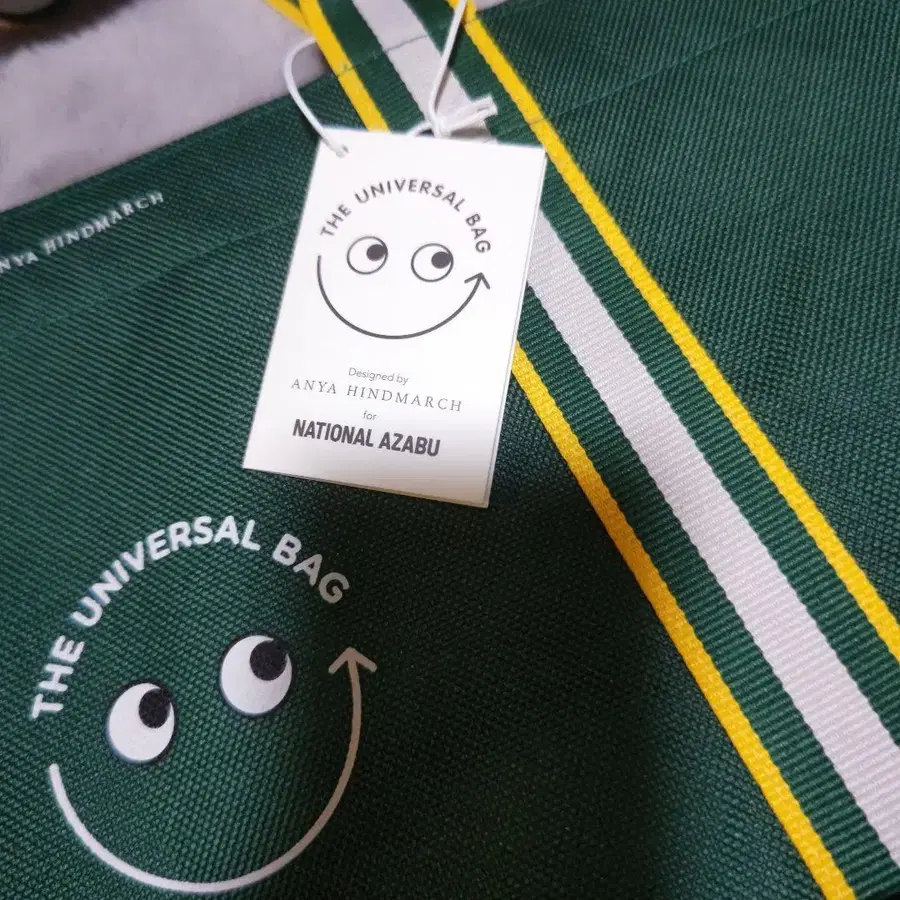 ANYA HINDMARCH
THE UNIVERSAL BAG
Designed by
ANYA HINDMARCH
for
NATIONAL AZABU
THE UNIVERSAL BAG